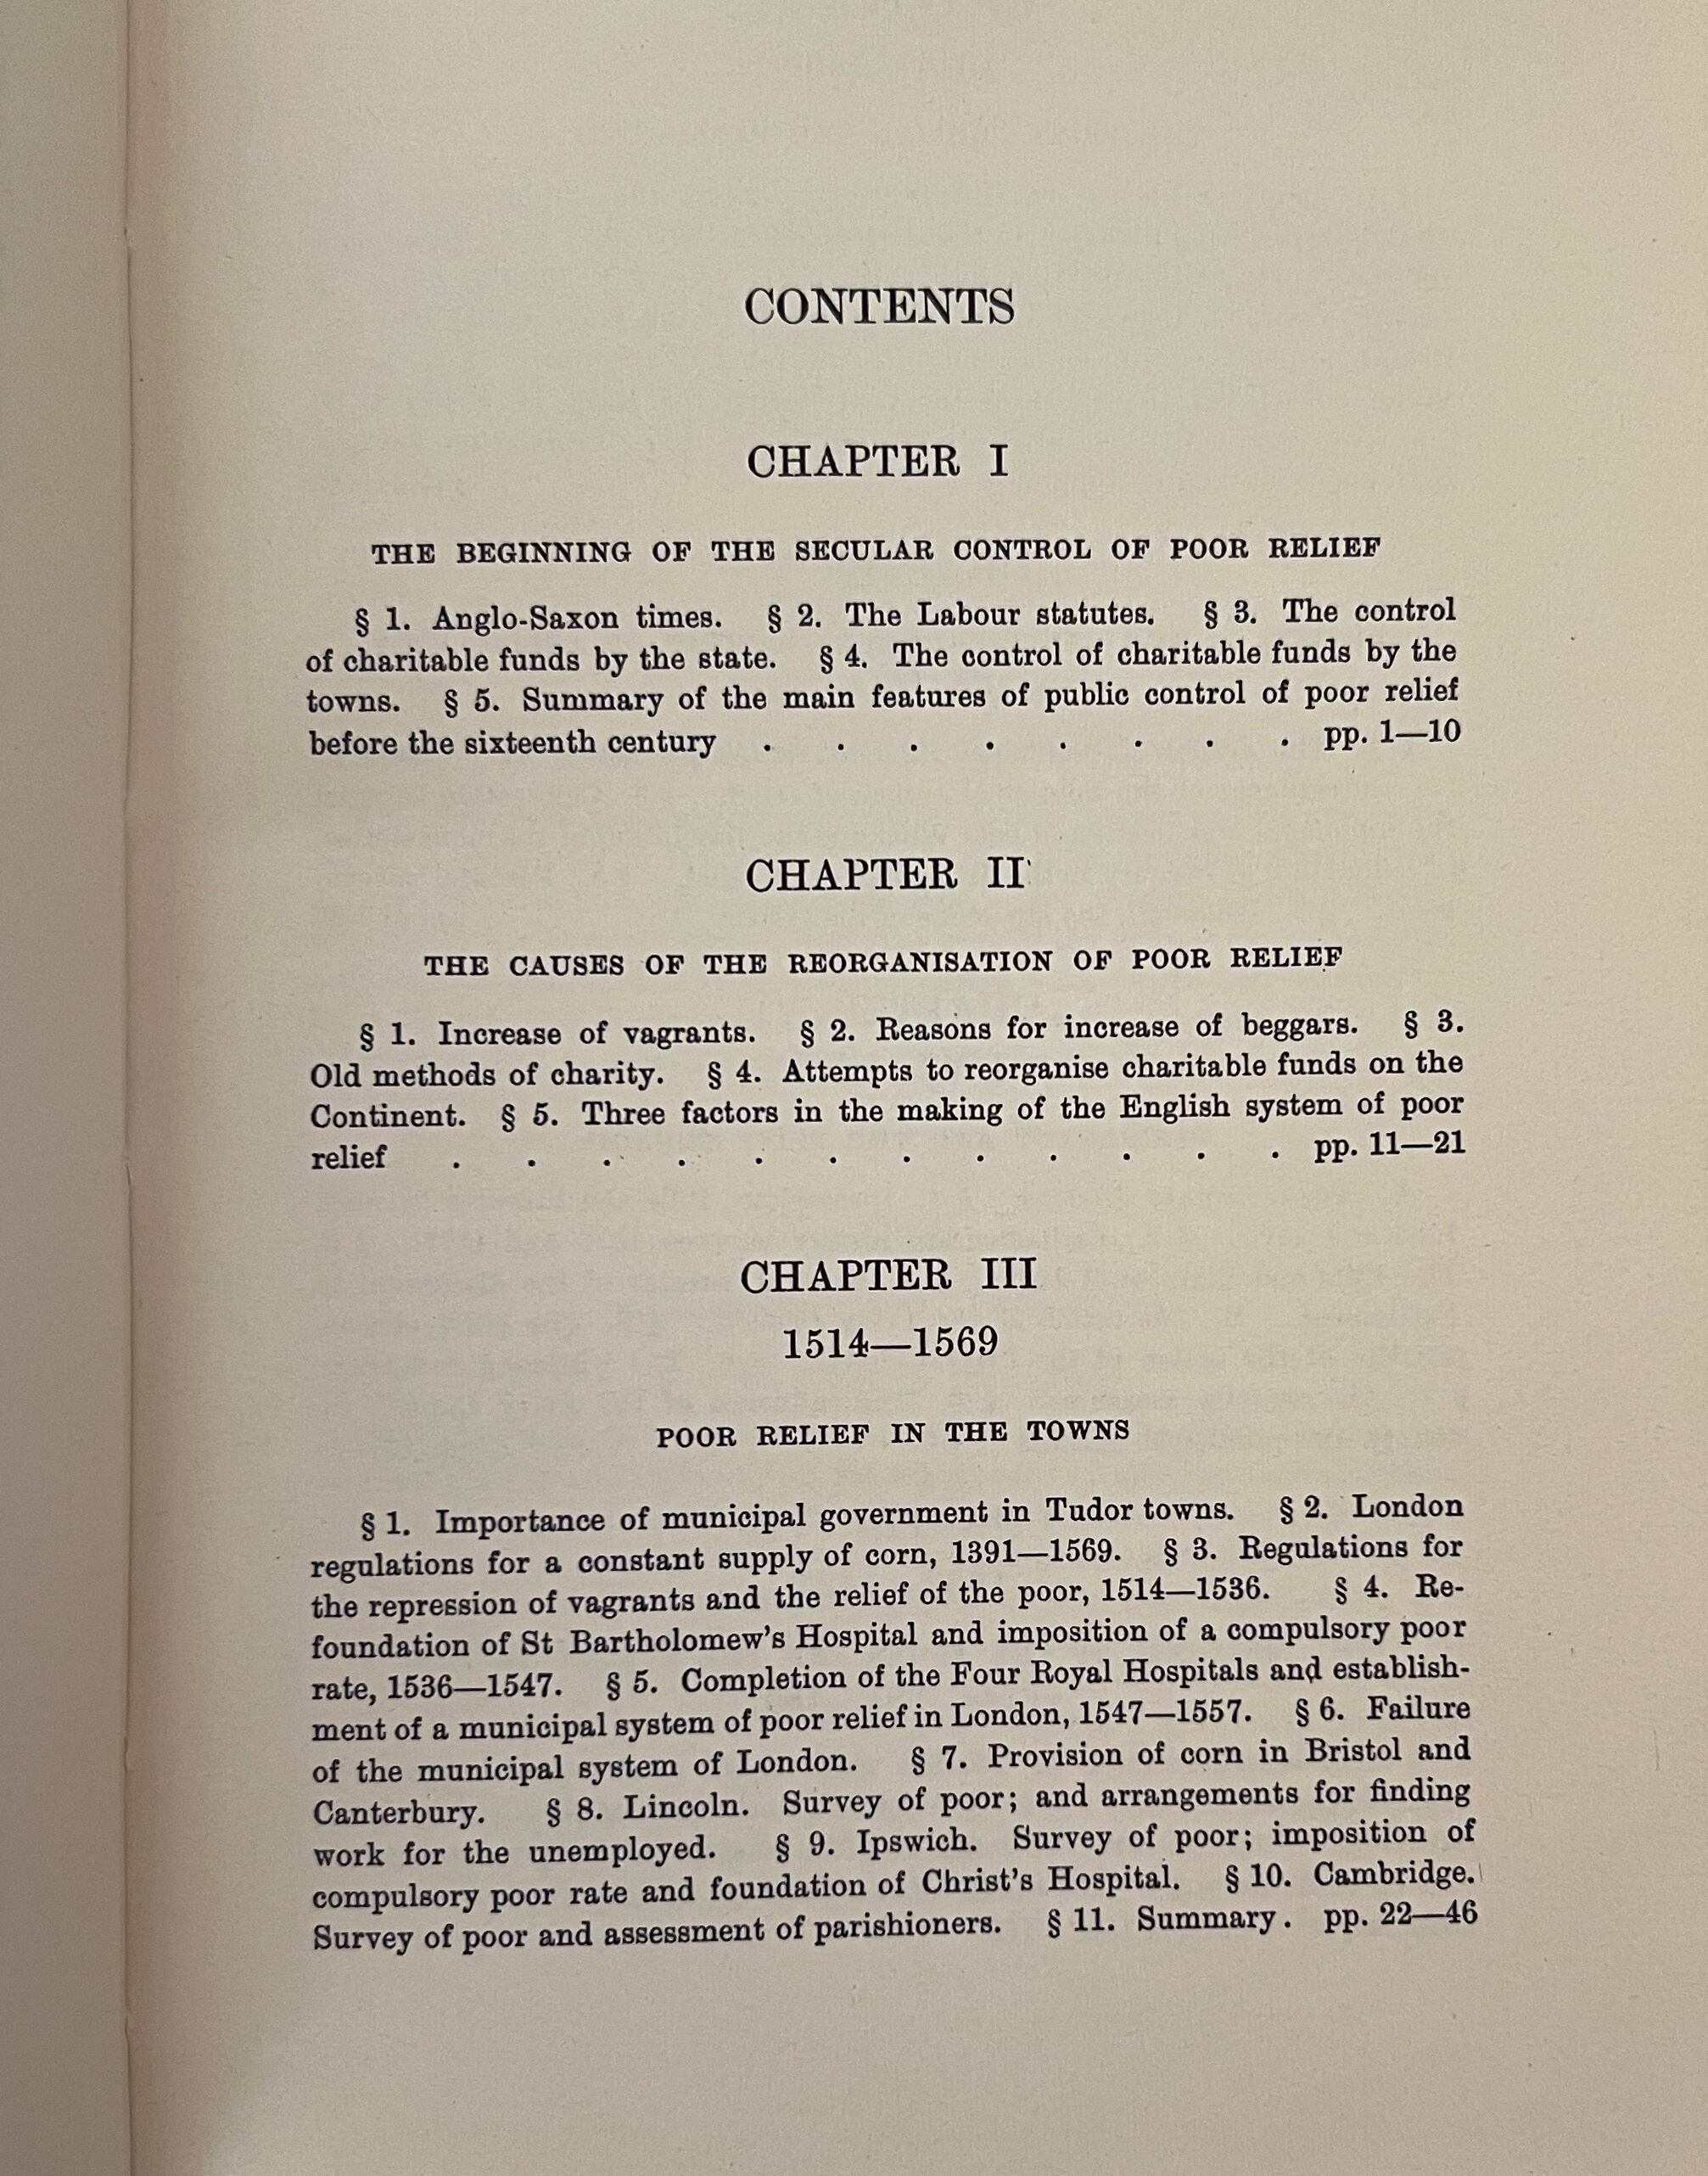 CONTENTS
CHAPTER I
THE BEGINNING OF THE SECULAR CONTROL OF POOR RELIEF
§ 1. Anglo-Saxon times. § 2. The Labour statutes. § 3. The control
of charitable funds by the state. § 4. The control of charitable funds by the
towns. § 5. Summary of the main features of public control of poor relief
before the sixteenth century . . . . . . . . pp. 1—10
CHAPTER II
THE CAUSES OF THE REORGANISATION OF POOR RELIEF
§ 1. Increase of vagrants. § 2. Reasons for increase of beggars. § 3.
Old methods of charity. § 4. Attempts to reorganise charitable funds on the
Continent. § 5. Three factors in the making of the English system of poor
relief . . . . . . . . . . . . pp. 11—21
CHAPTER III
1514—1569
POOR RELIEF IN THE TOWNS
§ 1. Importance of municipal government in Tudor towns. § 2. London
regulations for a constant supply of corn, 1391—1569. § 3. Regulations for
the repression of vagrants and the relief of the poor, 1514—1536. § 4. Re-
foundation of St Bartholomew's Hospital and imposition of a compulsory poor
rate, 1536—1547. § 5. Completion of the Four Royal Hospitals and establish-
ment of a municipal system of poor relief in London, 1547—1557. § 6. Failure
of the municipal system of London. § 7. Provision of corn in Bristol and
Canterbury. § 8. Lincoln. Survey of poor; and arrangements for finding
work for the unemployed. § 9. Ipswich. Survey of poor; imposition of
compulsory poor rate and foundation of Christ's Hospital. § 10. Cambridge.
Survey of poor and assessment of parishioners. § 11. Summary. pp. 22—46